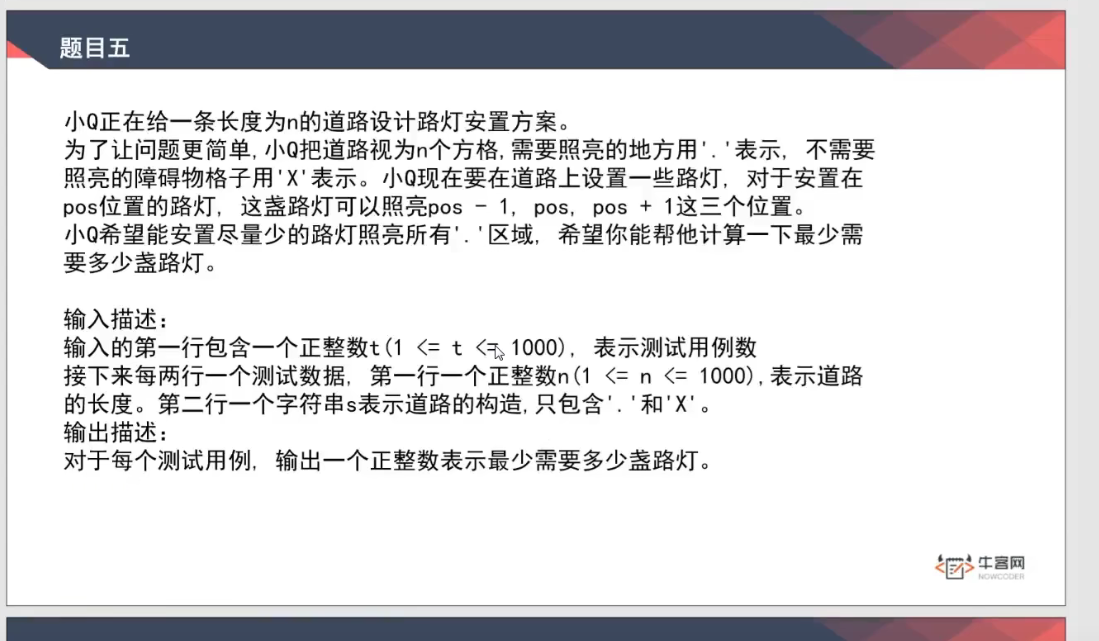 题目五
小Q正在给一条长度为n的道路设计路灯安置方案。
为了让问题更简单,小Q把道路视为n个方格,需要照亮的地方用'.'表示, 不需要
照亮的障碍物格子用'X'表示。小Q现在要在道路上设置一些路灯, 对于安置在
pos位置的路灯, 这盏路灯可以照亮pos - 1, pos, pos + 1这三个位置。
小Q希望能安置尽量少的路灯照亮所有'.'区域, 希望你能帮他计算一下最少需
要多少盏路灯。
输入描述:
输入的第一行包含一个正整数t(1 <= t <= 1000), 表示测试用例数
接下来每两行一个测试数据, 第一行一个正整数n(1 <= n <= 1000),表示道路
的长度。第二行一个字符串s表示道路的构造,只包含'.'和'X'。
输出描述:
对于每个测试用例, 输出一个正整数表示最少需要多少盏路灯。
牛客网
NOWCODER